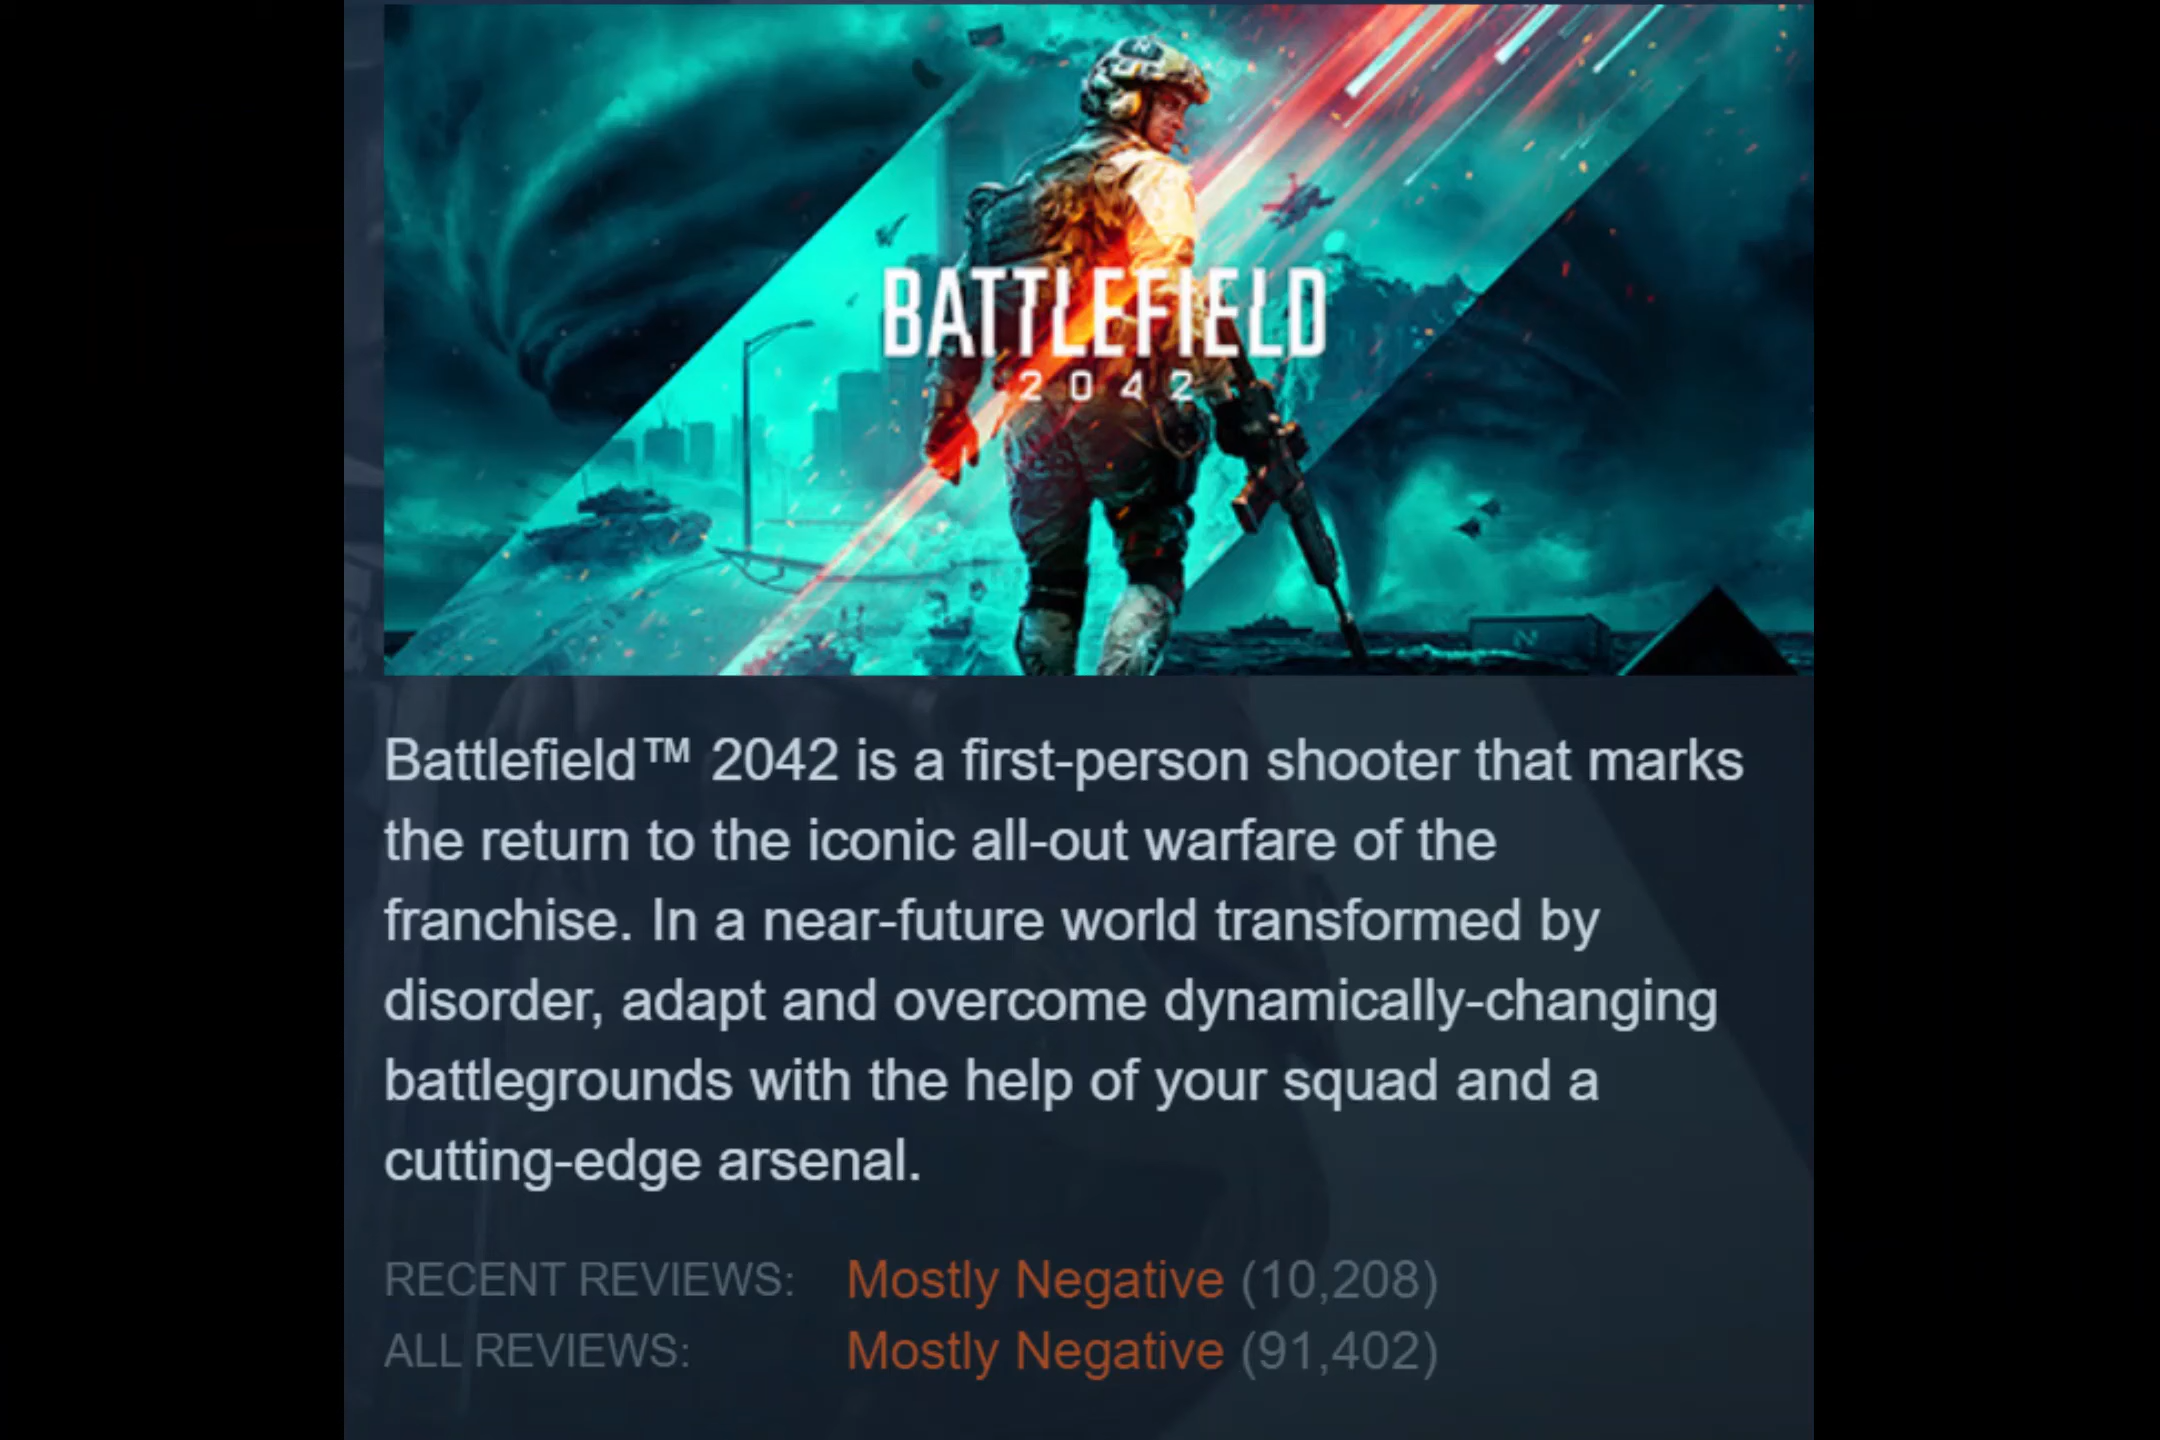 BATTLEFIELD
2042
Battlefield™ 2042 is a first-person shooter that marks
the return to the iconic all-out warfare of the
franchise. In a near-future world transformed by
disorder, adapt and overcome dynamically-changing
battlegrounds with the help of your squad and a
cutting-edge arsenal.
RECENT REVIEWS: Mostly Negative (10,208)
ALL REVIEWS: Mostly Negative (91,402)